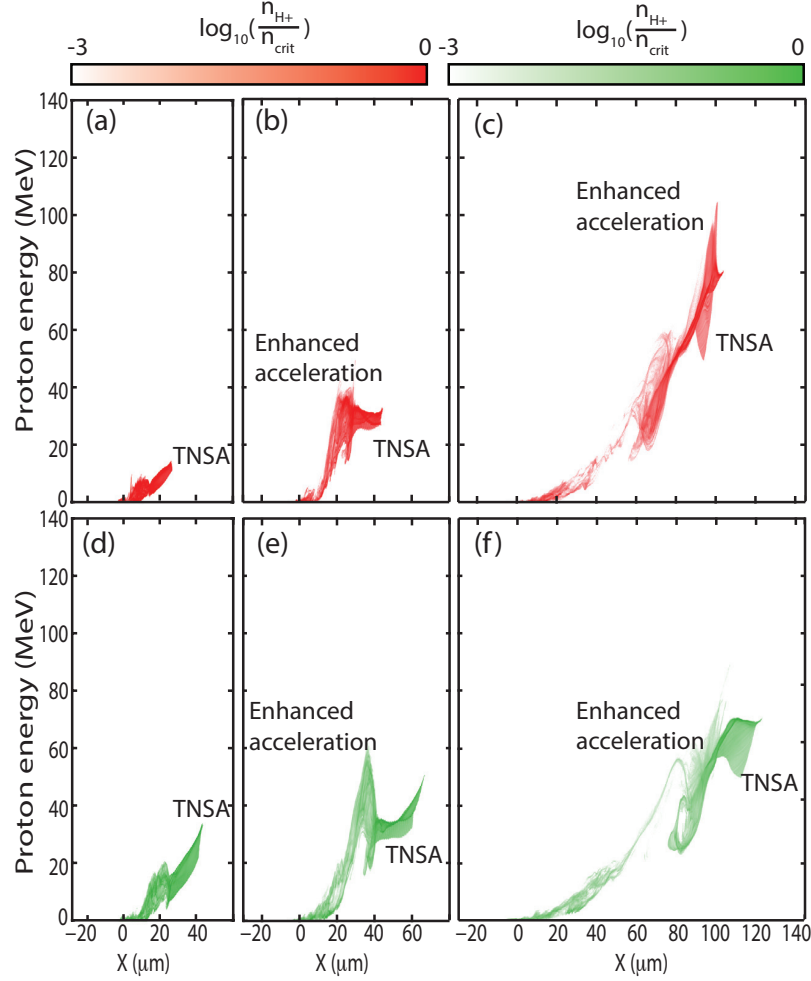 log10(nH+/ncrit) log10(nH+/ncrit)
-3 0 -3 0
140 (a) (b) (c)
120
100 Enhanced
acceleration
80
Proton energy (MeV)
60 Enhanced
acceleration TNSA
40
20 TNSA TNSA
0
140 (d) (e) (f)
120
100
80
Proton energy (MeV)
Enhanced Enhanced
acceleration acceleration
60
TNSA
40 TNSA TNSA
20
0
−20 0 20 40 −20 0 20 40 60 −20 0 20 40 60 80 100 120 140
X (μm) X (μm) X (μm)